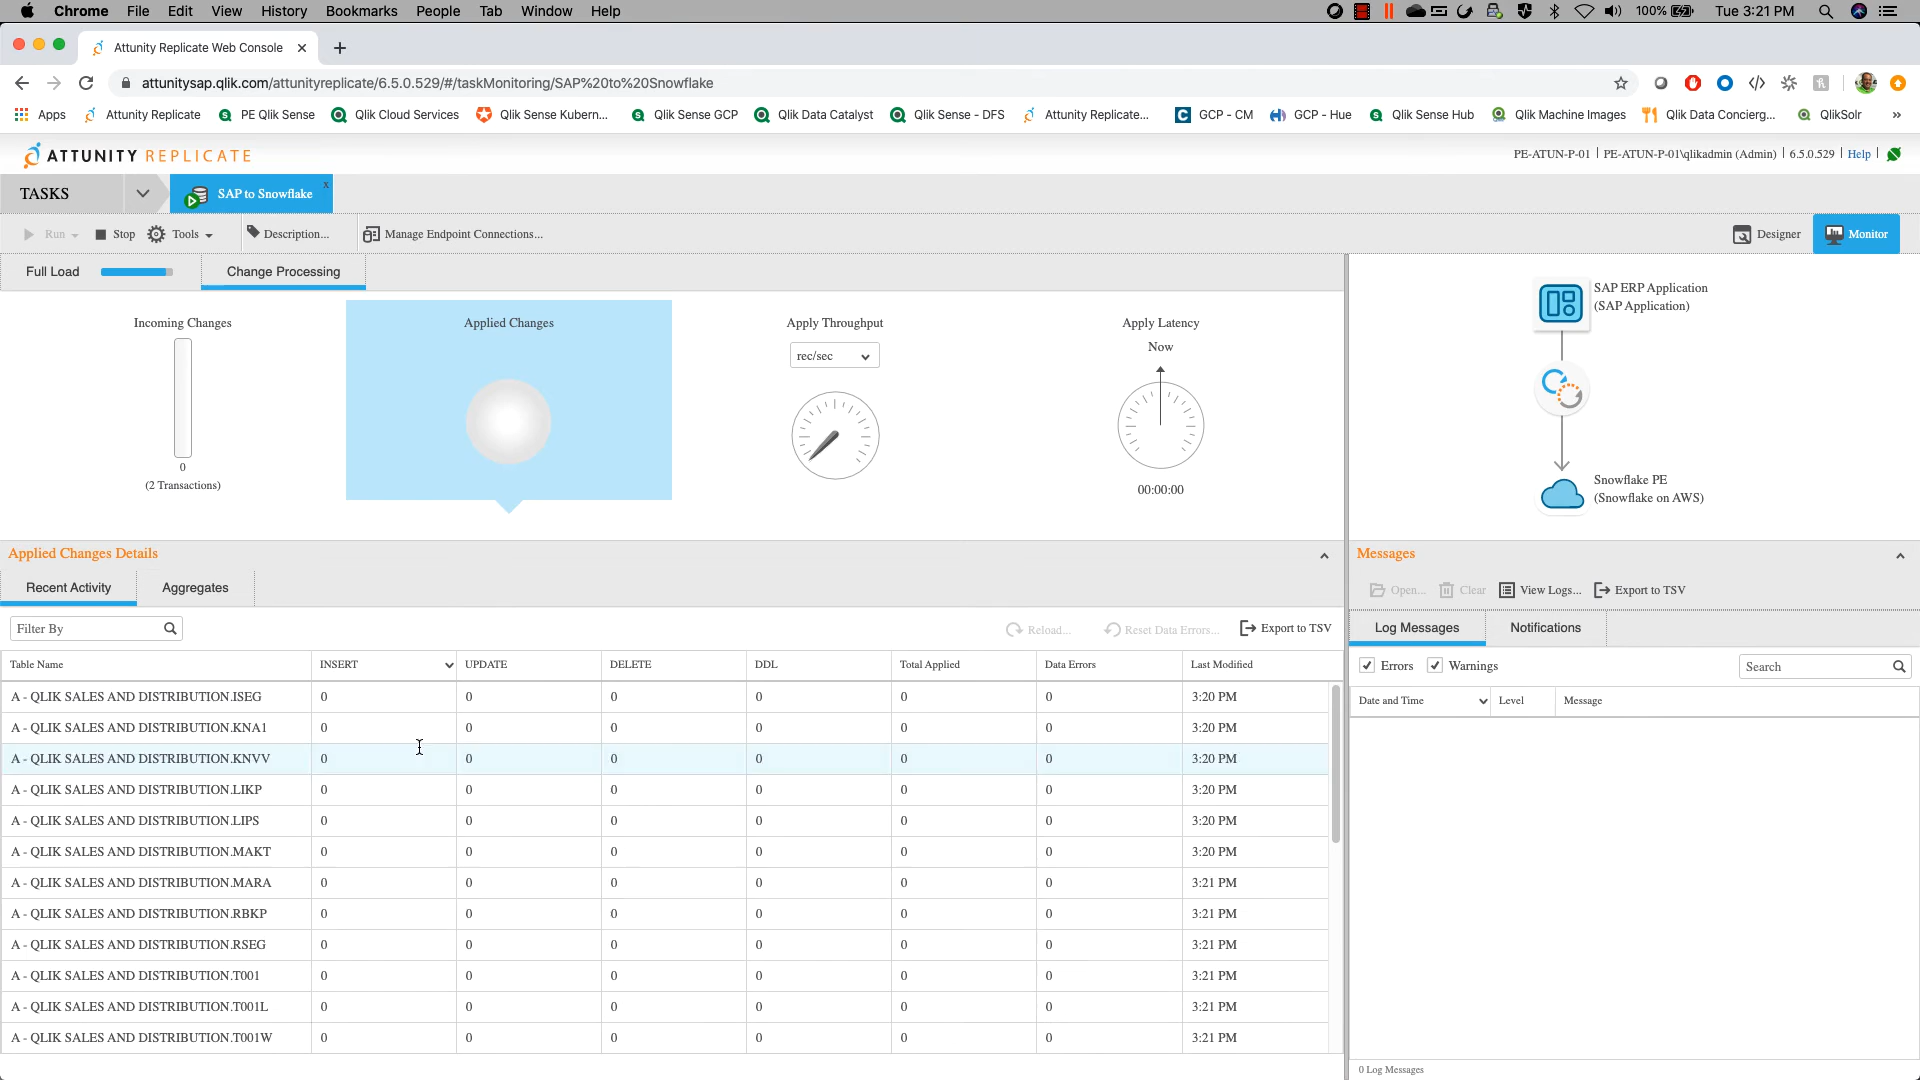 Chrome File Edit View History Bookmarks People Tab Window Help 100% Tue 3:21 PM
Attunity Replicate Web Console
attunitysap.qlik.com/attunityreplicate/6.5.0.529/#/taskMonitoring/SAP%20to%20Snowflake
Apps Attunity Replicate PE Qlik Sense Qlik Cloud Services Qlik Sense Kubern... Qlik Sense GCP Qlik Data Catalyst Qlik Sense - DFS Attunity Replicate... GCP - CM GCP - Hue Qlik Sense Hub Qlik Machine Images Qlik Data Concierg... QlikSolr »
ATTUNITY REPLICATE PE-ATUN-P-01 | PE-ATUN-P-01\qlikadmin (Admin) | 6.5.0.529 | Help |
TASKS SAP to Snowflake x
Run Stop Tools Description... Manage Endpoint Connections... Designer Monitor
Full Load Change Processing
Incoming Changes Applied Changes Apply Throughput Apply Latency
rec/sec Now
0
(2 Transactions) 00:00:00
SAP ERP Application
(SAP Application)
Snowflake PE
(Snowflake on AWS)
Applied Changes Details
Recent Activity Aggregates
Filter By Reload... Reset Data Errors... Export to TSV
Table Name INSERT UPDATE DELETE DDL Total Applied Data Errors Last Modified
A - QLIK SALES AND DISTRIBUTION.ISEG 0 0 0 0 0 0 3:20 PM
A - QLIK SALES AND DISTRIBUTION.KNA1 0 0 0 0 0 0 3:20 PM
A - QLIK SALES AND DISTRIBUTION.KNVV 0 0 0 0 0 0 3:20 PM
A - QLIK SALES AND DISTRIBUTION.LIKP 0 0 0 0 0 0 3:20 PM
A - QLIK SALES AND DISTRIBUTION.LIPS 0 0 0 0 0 0 3:20 PM
A - QLIK SALES AND DISTRIBUTION.MAKT 0 0 0 0 0 0 3:20 PM
A - QLIK SALES AND DISTRIBUTION.MARA 0 0 0 0 0 0 3:21 PM
A - QLIK SALES AND DISTRIBUTION.RBKP 0 0 0 0 0 0 3:21 PM
A - QLIK SALES AND DISTRIBUTION.RSEG 0 0 0 0 0 0 3:21 PM
A - QLIK SALES AND DISTRIBUTION.T001 0 0 0 0 0 0 3:21 PM
A - QLIK SALES AND DISTRIBUTION.T001L 0 0 0 0 0 0 3:21 PM
A - QLIK SALES AND DISTRIBUTION.T001W 0 0 0 0 0 0 3:21 PM
Messages
Open... Clear View Logs... Export to TSV
Log Messages Notifications
Errors Warnings Search
Date and Time Level Message
0 Log Messages